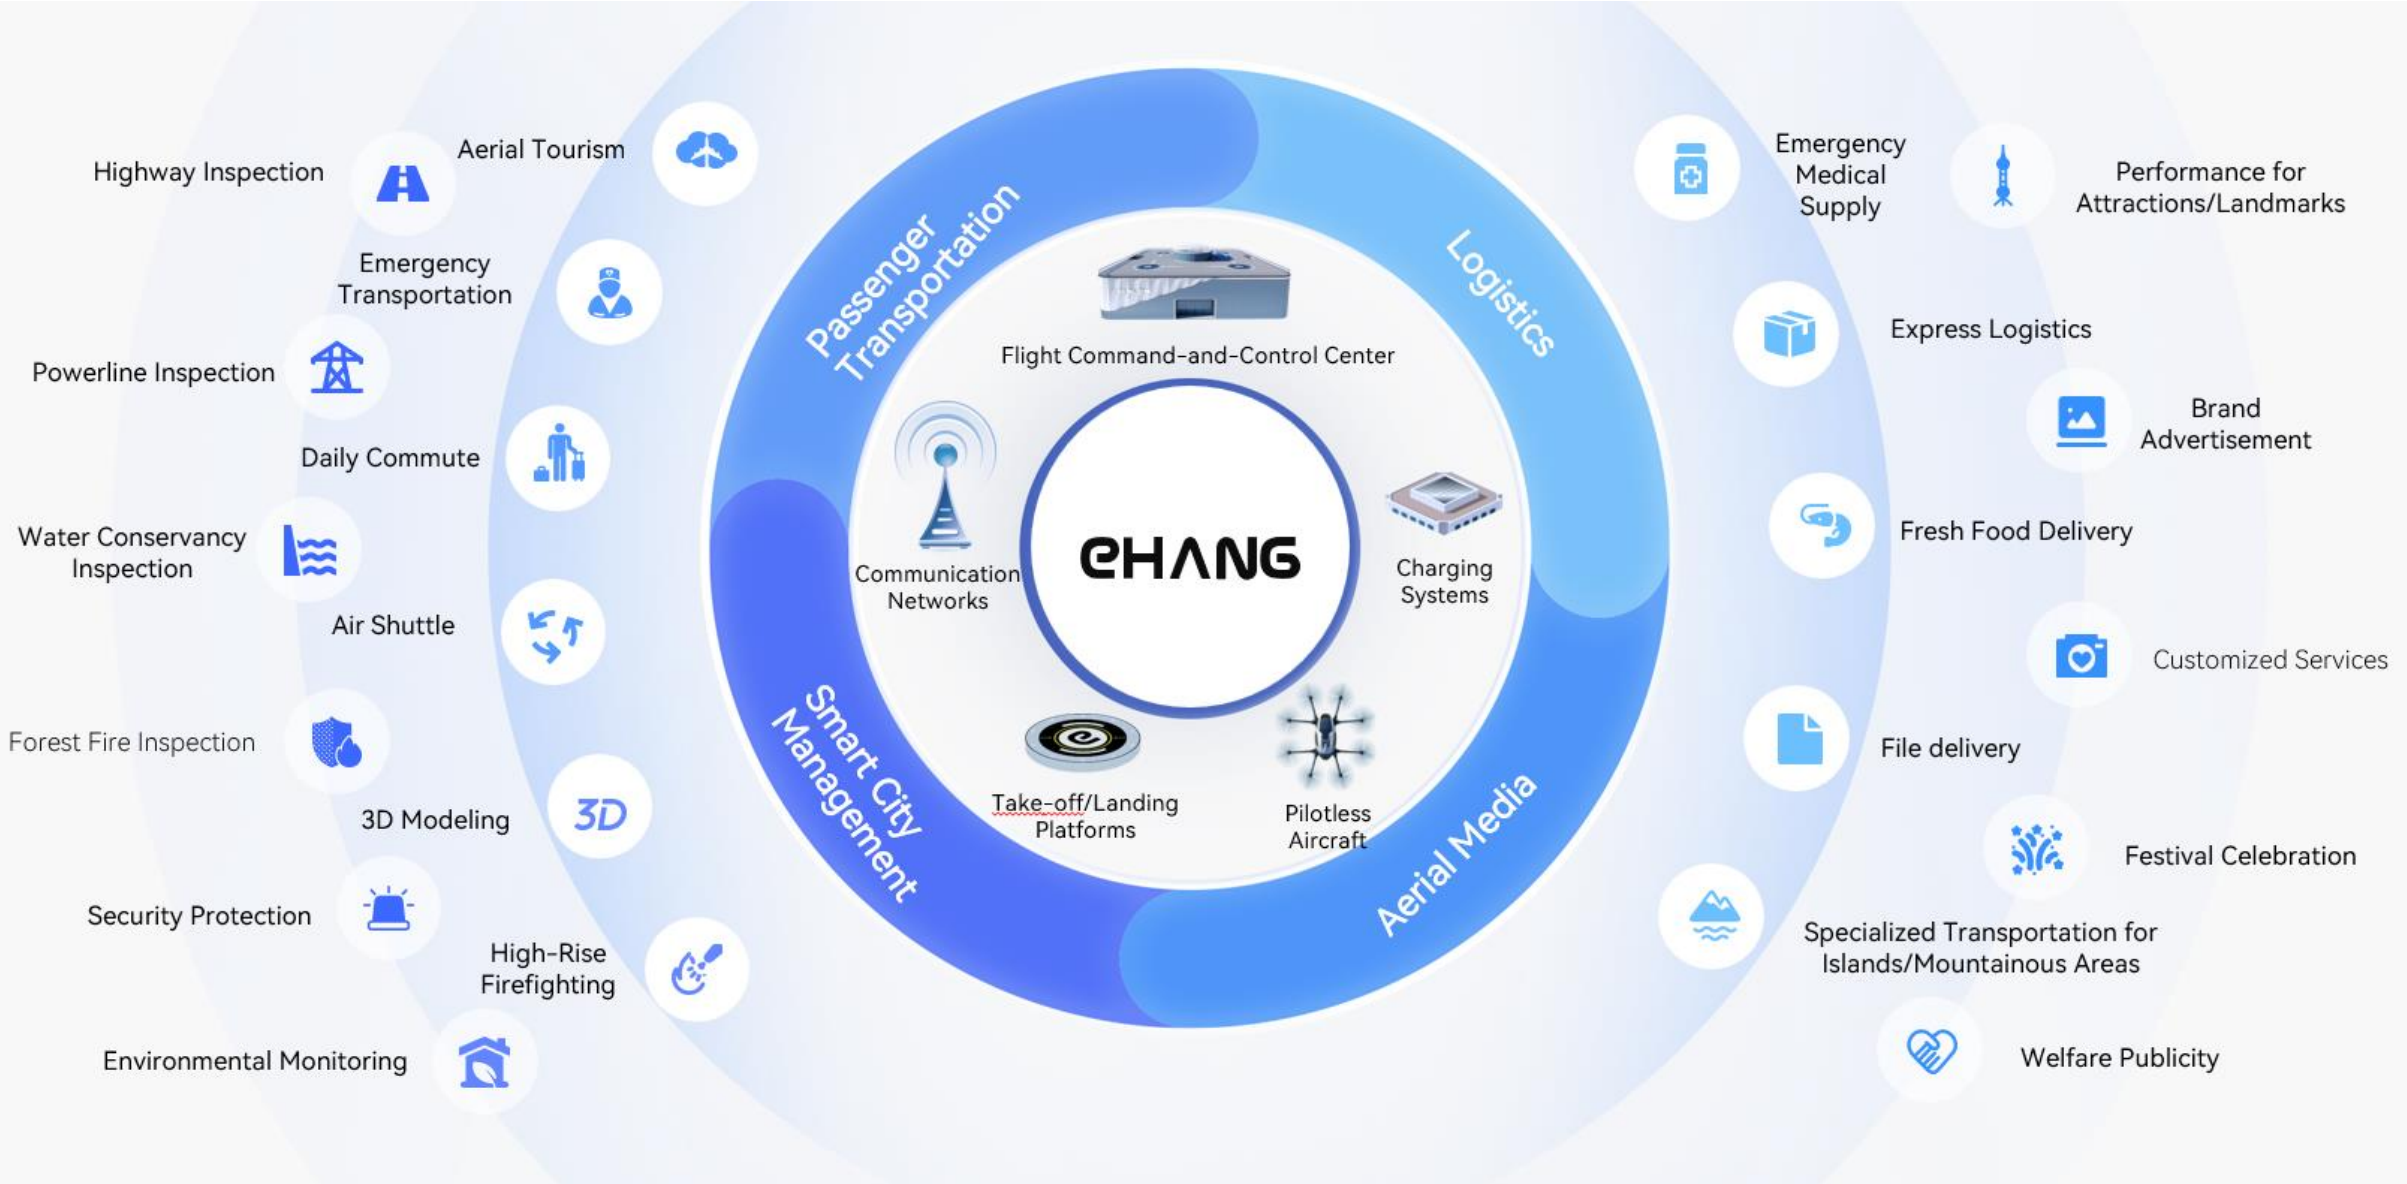 Highway Inspection
Aerial Tourism
Emergency
Transportation
Powerline Inspection
Daily Commute
Water Conservancy
Inspection
Air Shuttle
Forest Fire Inspection
3D Modeling
3D
Security Protection
High-Rise
Firefighting
Environmental Monitoring
Passenger
Transportation
Logistics
Smart City
Management
Aerial Media
Flight Command-and-Control Center
Communication
Networks
eHANG
Charging
Systems
Take-off/Landing
Platforms
Pilotless
Aircraft
Emergency
Medical
Supply
Performance for
Attractions/Landmarks
Express Logistics
Brand
Advertisement
Fresh Food Delivery
Customized Services
File delivery
Festival Celebration
Specialized Transportation for
Islands/Mountainous Areas
Welfare Publicity